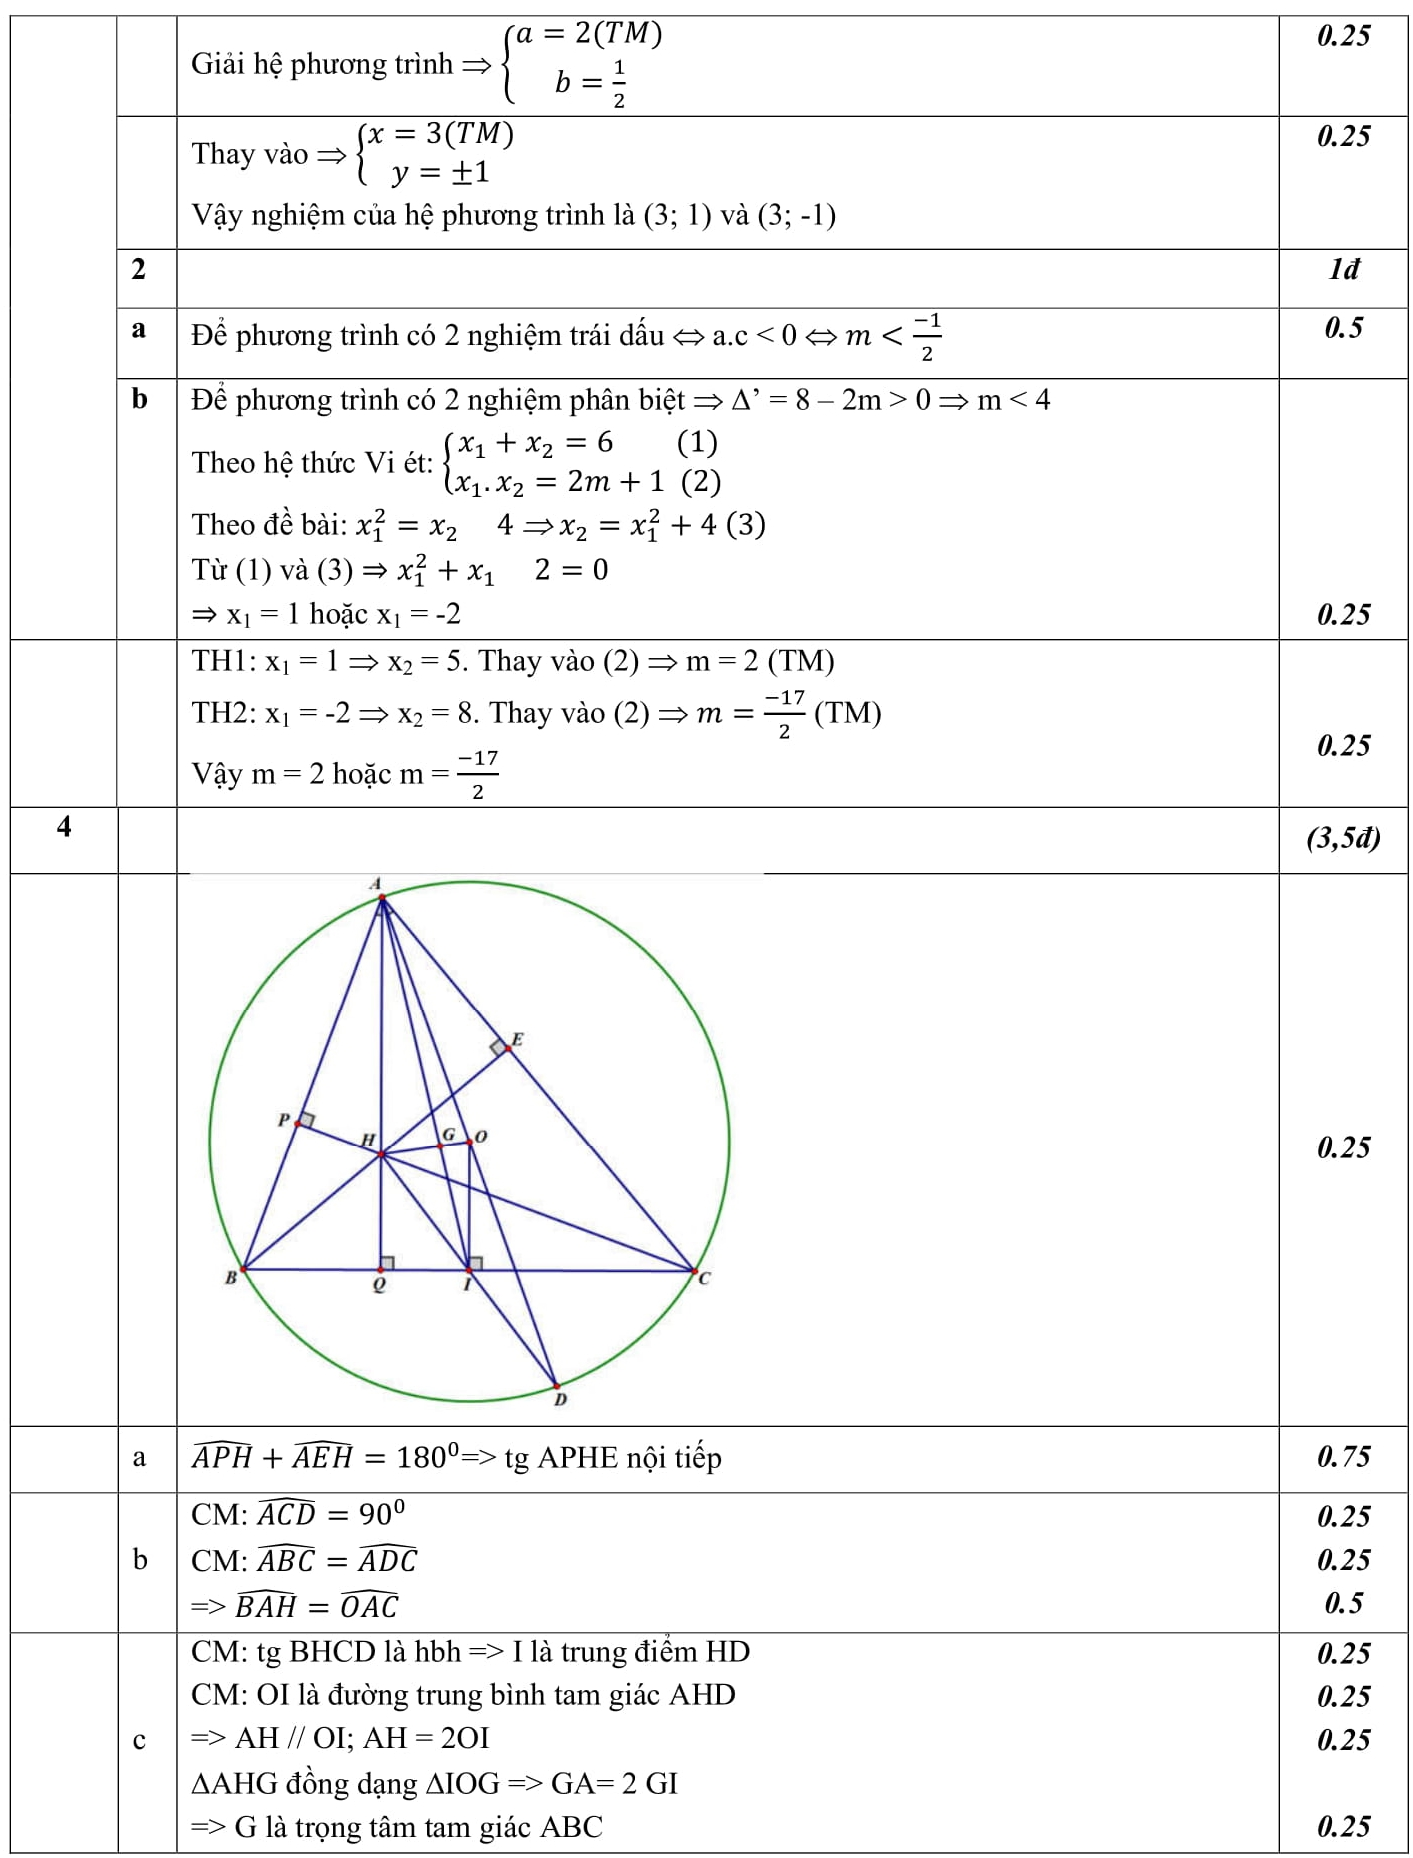 Giải hệ phương trình ⇒ {a = 2(TM)
b = 1/2
0.25
Thay vào ⇒ {x = 3(TM)
y = ±1
0.25
Vậy nghiệm của hệ phương trình là (3; 1) và (3; -1)
2
1đ
a
Để phương trình có 2 nghiệm trái dấu ⇔ a.c < 0 ⇔ m < −1/2
0.5
b
Để phương trình có 2 nghiệm phân biệt ⇒ Δ’ = 8 – 2m > 0 ⇒ m < 4
Theo hệ thức Vi ét: {x₁ + x₂ = 6 (1)
x₁. x₂ = 2m + 1 (2)
Theo đề bài: x₁² = x₂ 4 ⇒ x₂ = x₁² + 4 (3)
Từ (1) và (3) ⇒ x₁² + x₁ 2 = 0
⇒ x₁ = 1 hoặc x₁ = -2
0.25
TH1: x₁ = 1 ⇒ x₂ = 5. Thay vào (2) ⇒ m = 2 (TM)
TH2: x₁ = -2 ⇒ x₂ = 8. Thay vào (2) ⇒ m = −17/2 (TM)
0.25
Vậy m = 2 hoặc m = −17/2
4
(3,5đ)
A
E
P
H
G
O
0.25
B
Q
I
C
D
a
\widehat{APH} + \widehat{AEH} = 180⁰=> tg APHE nội tiếp
0.75
b
CM: \widehat{ACD} = 90⁰
0.25
CM: \widehat{ABC} = \widehat{ADC}
0.25
=> \widehat{BAH} = \widehat{OAC}
0.5
c
CM: tg BHCD là hbh => I là trung điểm HD
0.25
CM: OI là đường trung bình tam giác AHD
0.25
=> AH // OI; AH = 2OI
0.25
ΔAHG đồng dạng ΔIOG => GA= 2 GI
=> G là trọng tâm tam giác ABC
0.25